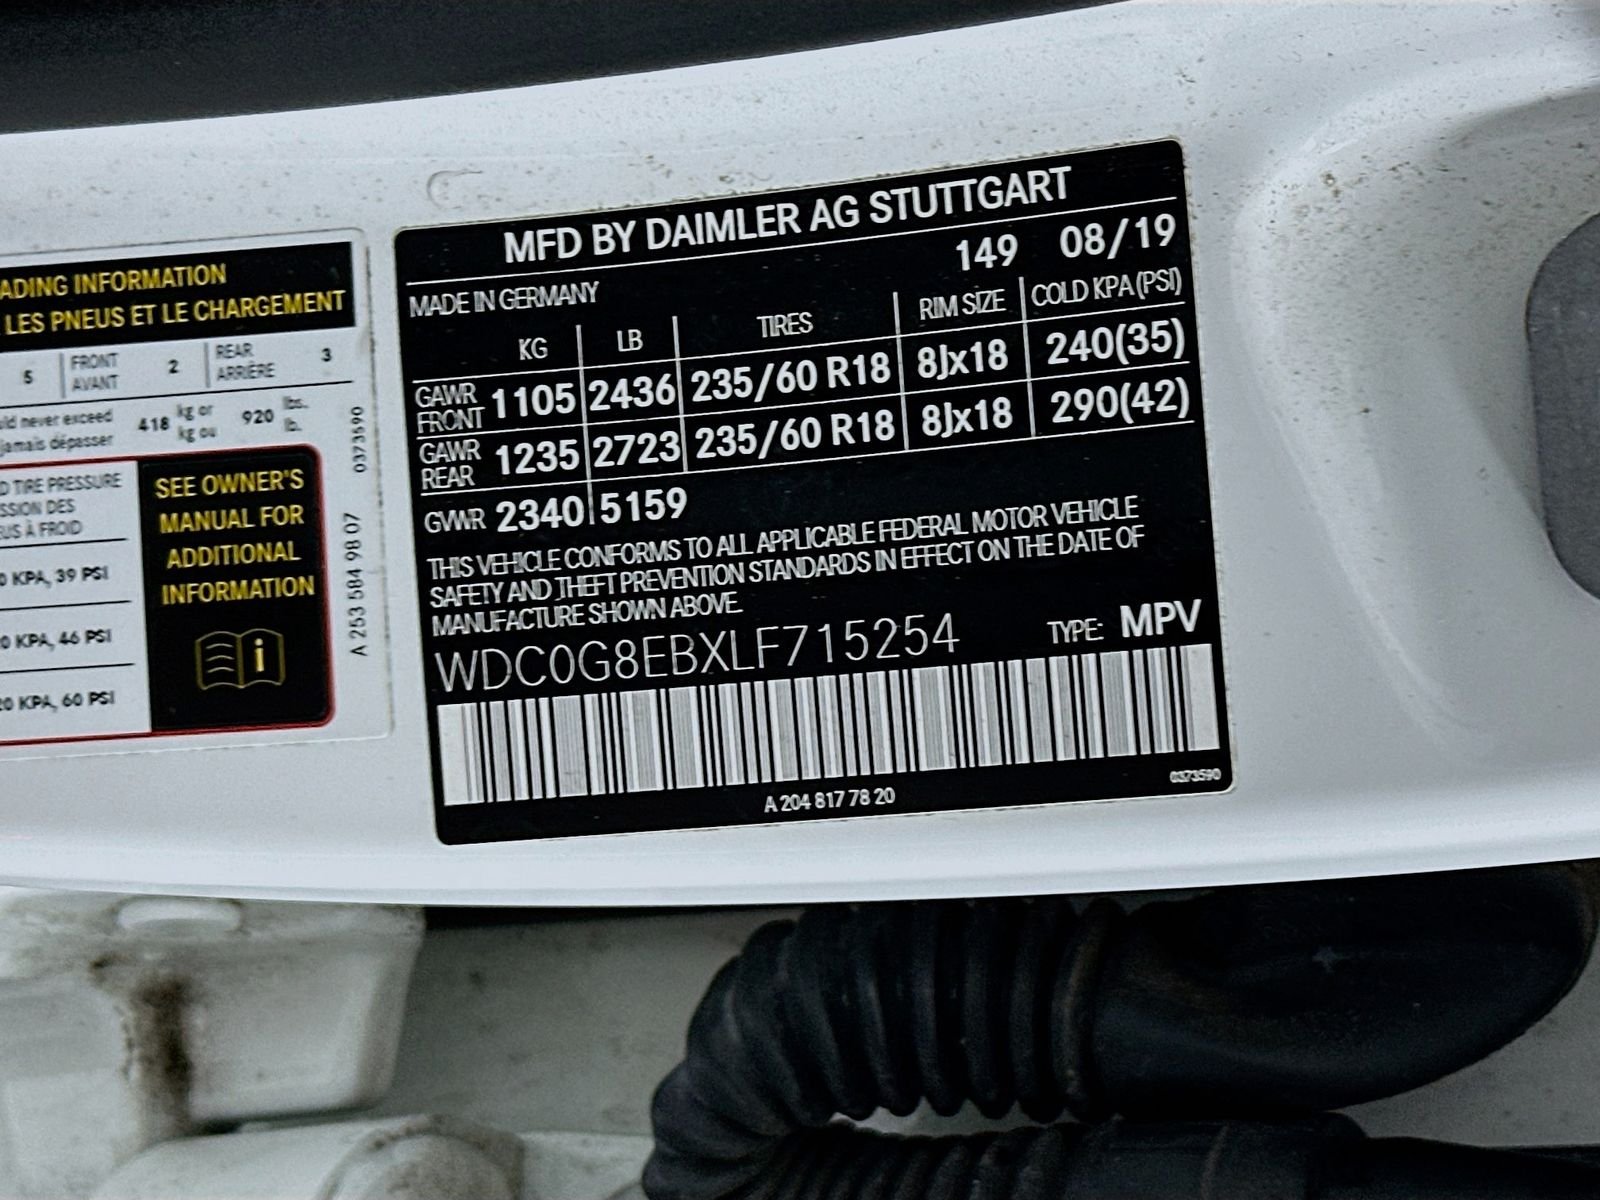 ADING INFORMATION
LES PNEUS ET LE CHARGEMENT
5 FRONT AVANT 2 REAR ARRIÈRE 3
never exceed 418 kg or 920 lbs.
jamais dépasser kg ou lb.
TIRE PRESSURE
DES
À FROID
KPA, 39 PSI
KPA, 46 PSI
KPA, 60 PSI
SEE OWNER'S
MANUAL FOR
ADDITIONAL
INFORMATION
i
0373590
A 253 584 98 07
MFD BY DAIMLER AG STUTTGART
149 08/19
MADE IN GERMANY
KG LB TIRES RIM SIZE COLD KPA (PSI)
GAWR FRONT 1105 2436 235/60 R18 8Jx18 240(35)
GAWR REAR 1235 2723 235/60 R18 8Jx18 290(42)
GVWR 2340 5159
THIS VEHICLE CONFORMS TO ALL APPLICABLE FEDERAL MOTOR VEHICLE
SAFETY AND THEFT PREVENTION STANDARDS IN EFFECT ON THE DATE OF
MANUFACTURE SHOWN ABOVE.
WDC0G8EBXLF715254 TYPE: MPV
0373590
A 204 817 78 20